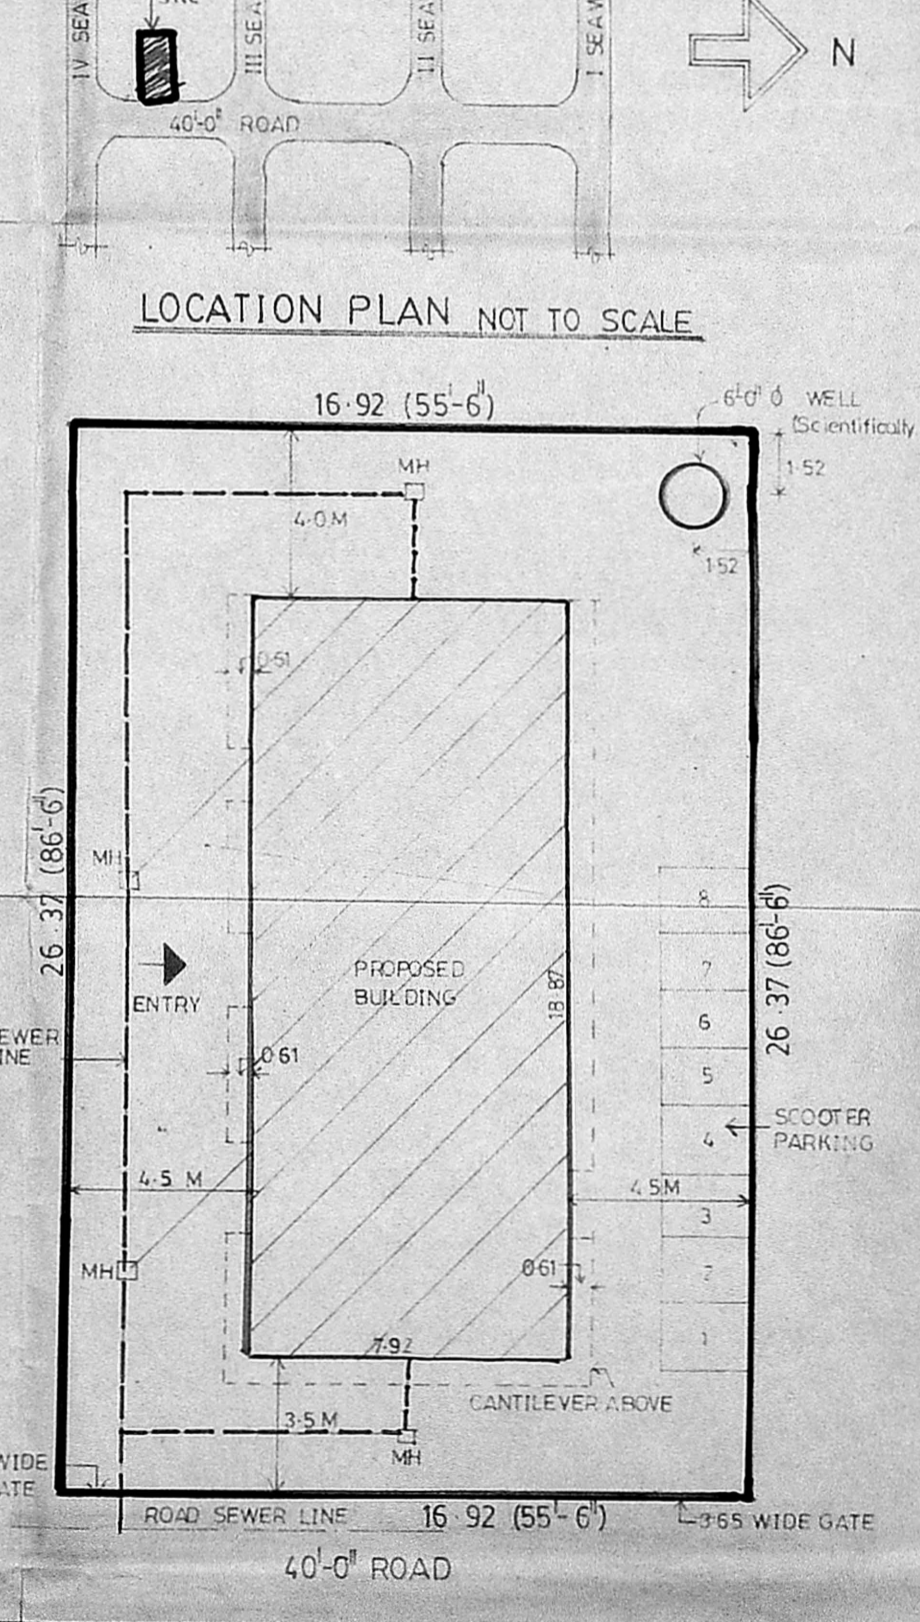 IV SEA
III SEA
II SEA
I SEAW
N
40'-0" ROAD
LOCATION PLAN NOT TO SCALE
16.92 (55'-6")
6'-0" Ø WELL
(Scientifically
1.52
MH
4.0M
1.52
0.61
26.37 (86'-6")
MH
8
PROPOSED
BUILDING
7
18.87
26.37 (86'-6")
ENTRY
6
EWER
INE
0.61
5
SCOOTER
PARKING
4
4.5 M
4.5M
3
MH
0.61
2
7.92
1
CANTILEVER ABOVE
3.5 M
MH
WIDE
ATE
ROAD SEWER LINE
16.92 (55'-6")
3.65 WIDE GATE
40'-0" ROAD